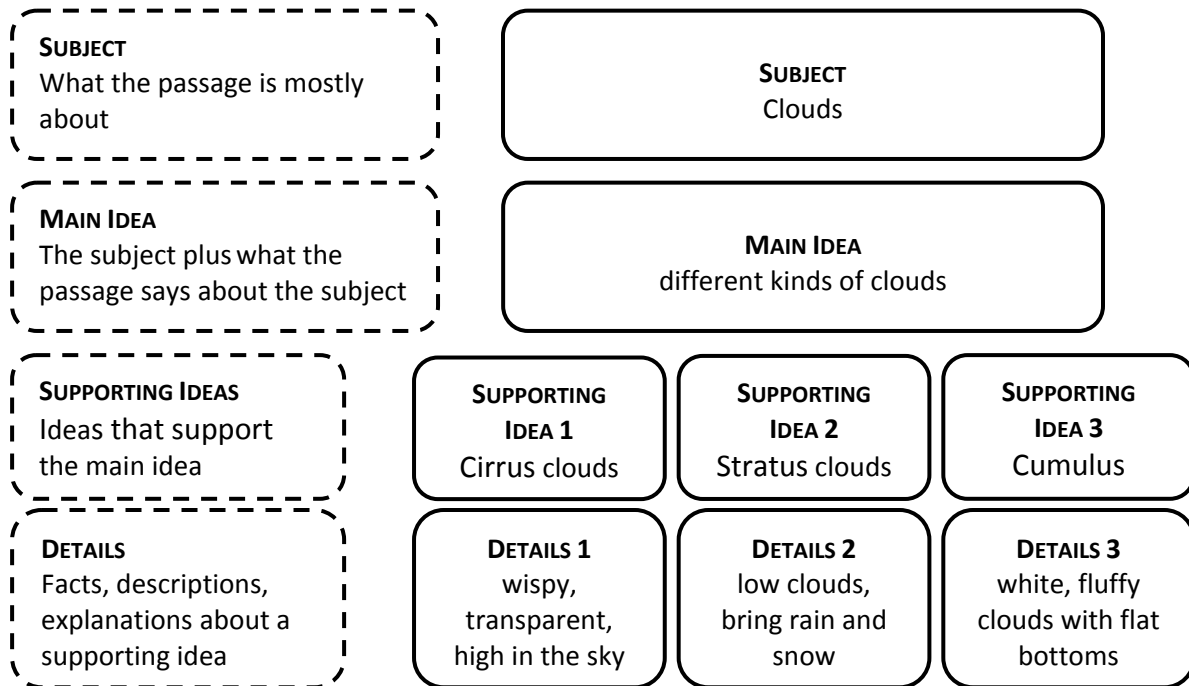 SUBJECT
What the passage is mostly
about
SUBJECT
Clouds
MAIN IDEA
The subject plus what the
passage says about the subject
MAIN IDEA
different kinds of clouds
SUPPORTING IDEAS
Ideas that support
the main idea
SUPPORTING
IDEA 1
Cirrus clouds
SUPPORTING
IDEA 2
Stratus clouds
SUPPORTING
IDEA 3
Cumulus
DETAILS
Facts, descriptions,
explanations about a
supporting idea
DETAILS 1
wispy,
transparent,
high in the sky
DETAILS 2
low clouds,
bring rain and
snow
DETAILS 3
white, fluffy
clouds with flat
bottoms